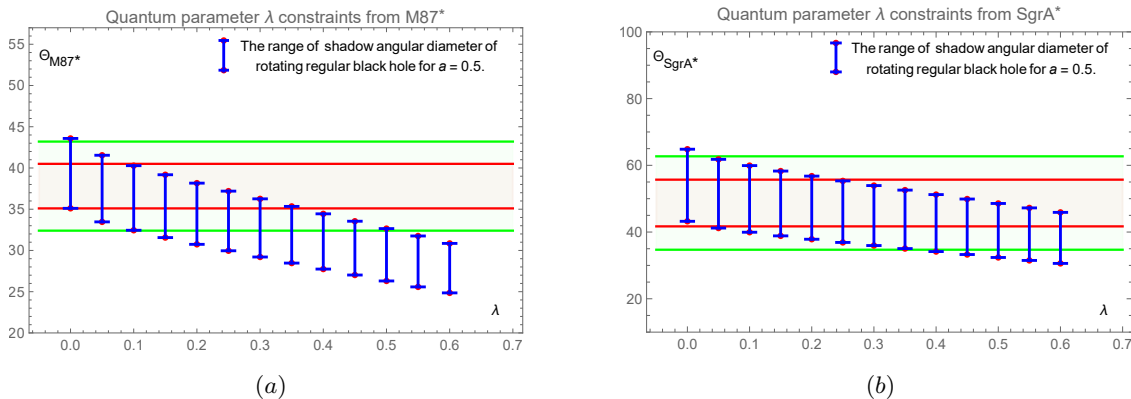 Quantum parameter λ constraints from M87*
ΘM87*
The range of shadow angular diameter of
rotating regular black hole for a = 0.5.
55
50
45
40
35
30
25
20
λ
0.0 0.1 0.2 0.3 0.4 0.5 0.6 0.7
(a)
Quantum parameter λ constraints from SgrA*
ΘSgrA*
The range of shadow angular diameter of
rotating regular black hole for a = 0.5.
100
80
60
40
20
λ
0.0 0.1 0.2 0.3 0.4 0.5 0.6 0.7
(b)